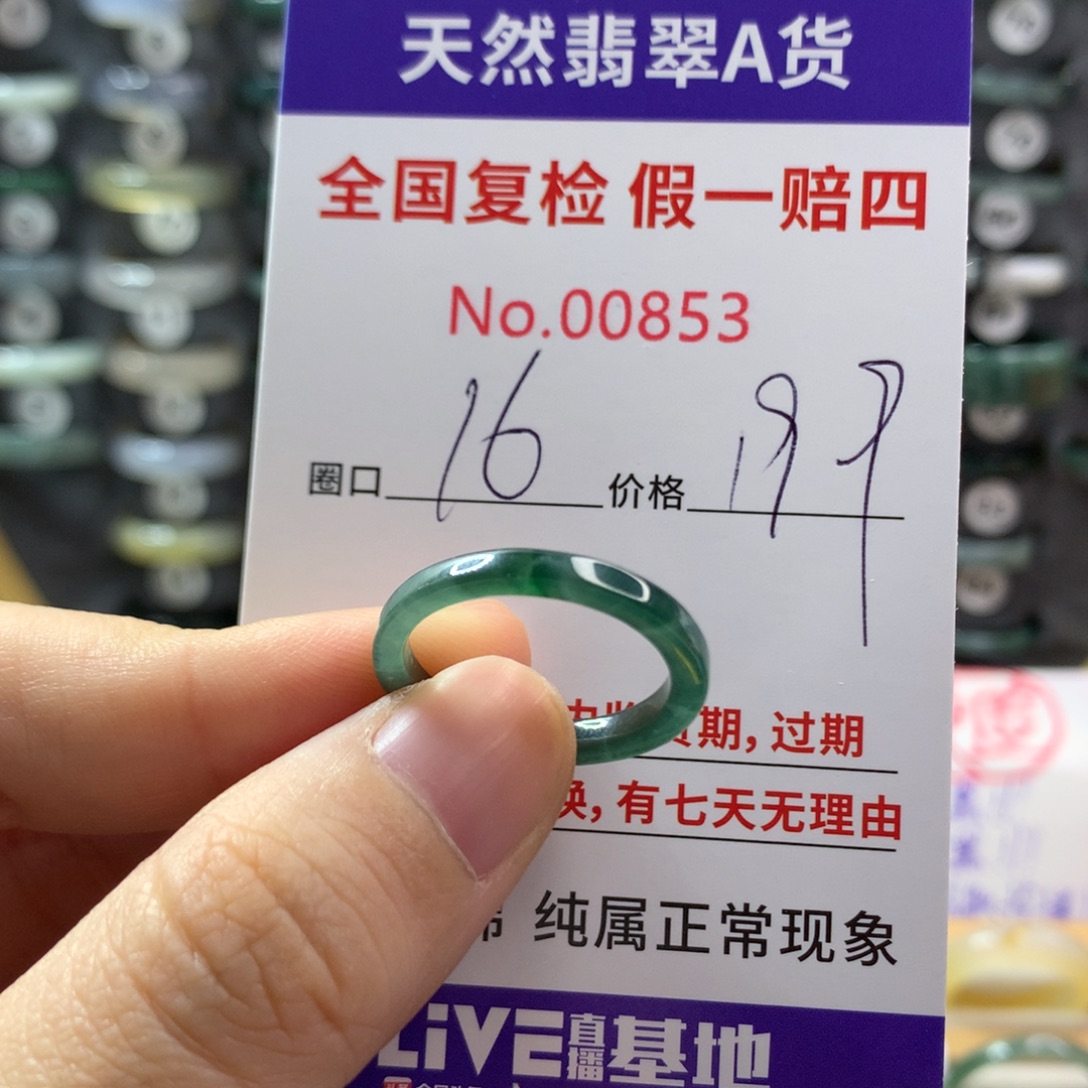 天然翡翠A货
全国复检 假一赔四
No.00853
圈口 16 价格 199
期，过期
换，有七天无理由
纯属正常现象
LiVE直播基地